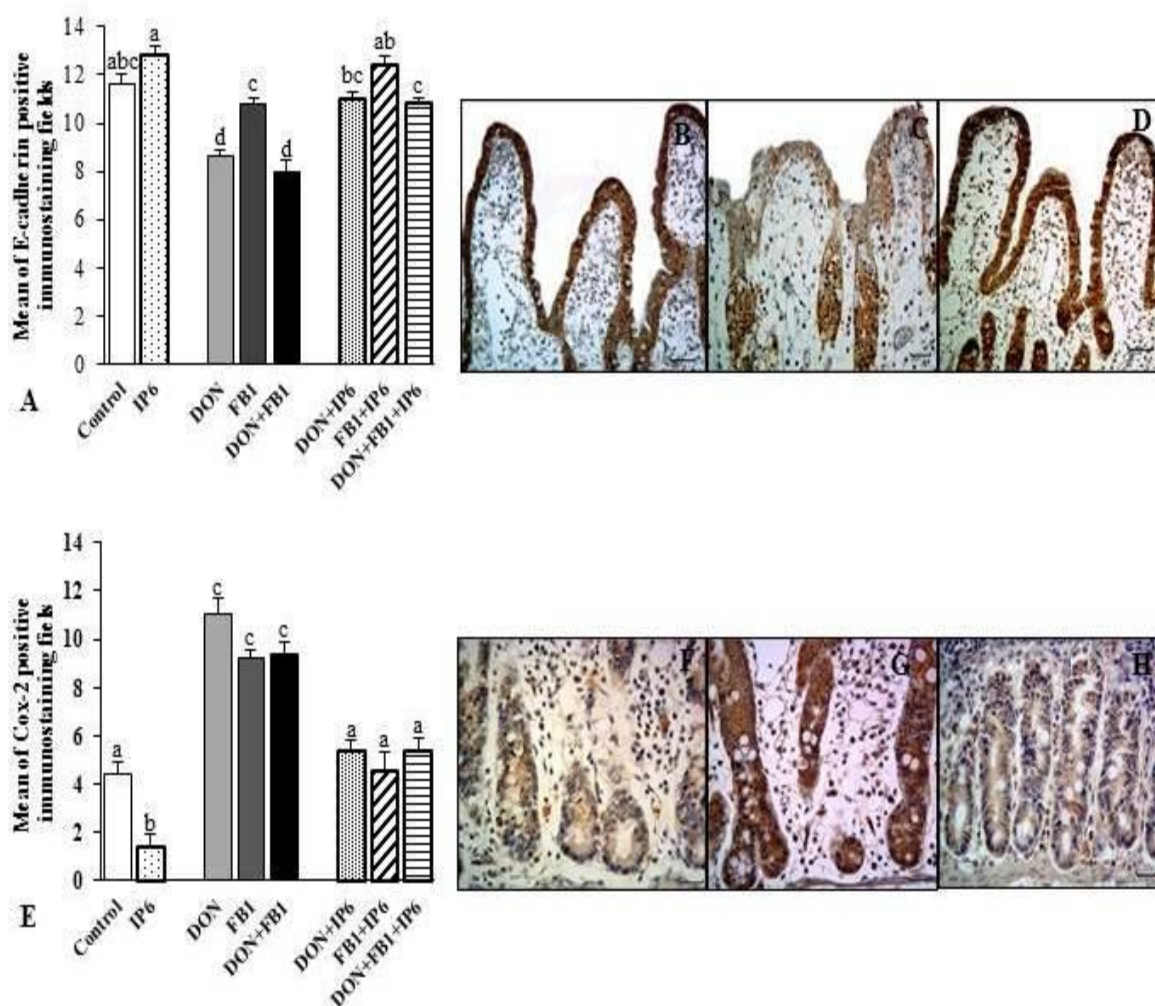 14
12
10
8
6
4
2
0
Mean of E-cadherin positive
immunostaining fields
abc
a
d
c
d
bc
ab
c
Control
IP6
DON
FB1
DON+FB1
DON+IP6
FB1+IP6
DON+FB1+IP6
A
B
C
D
14
12
10
8
6
4
2
0
Mean of Cox-2 positive
immunostaining fields
a
b
c
c
c
a
a
a
Control
IP6
DON
FB1
DON+FB1
DON+IP6
FB1+IP6
DON+FB1+IP6
E
F
G
H